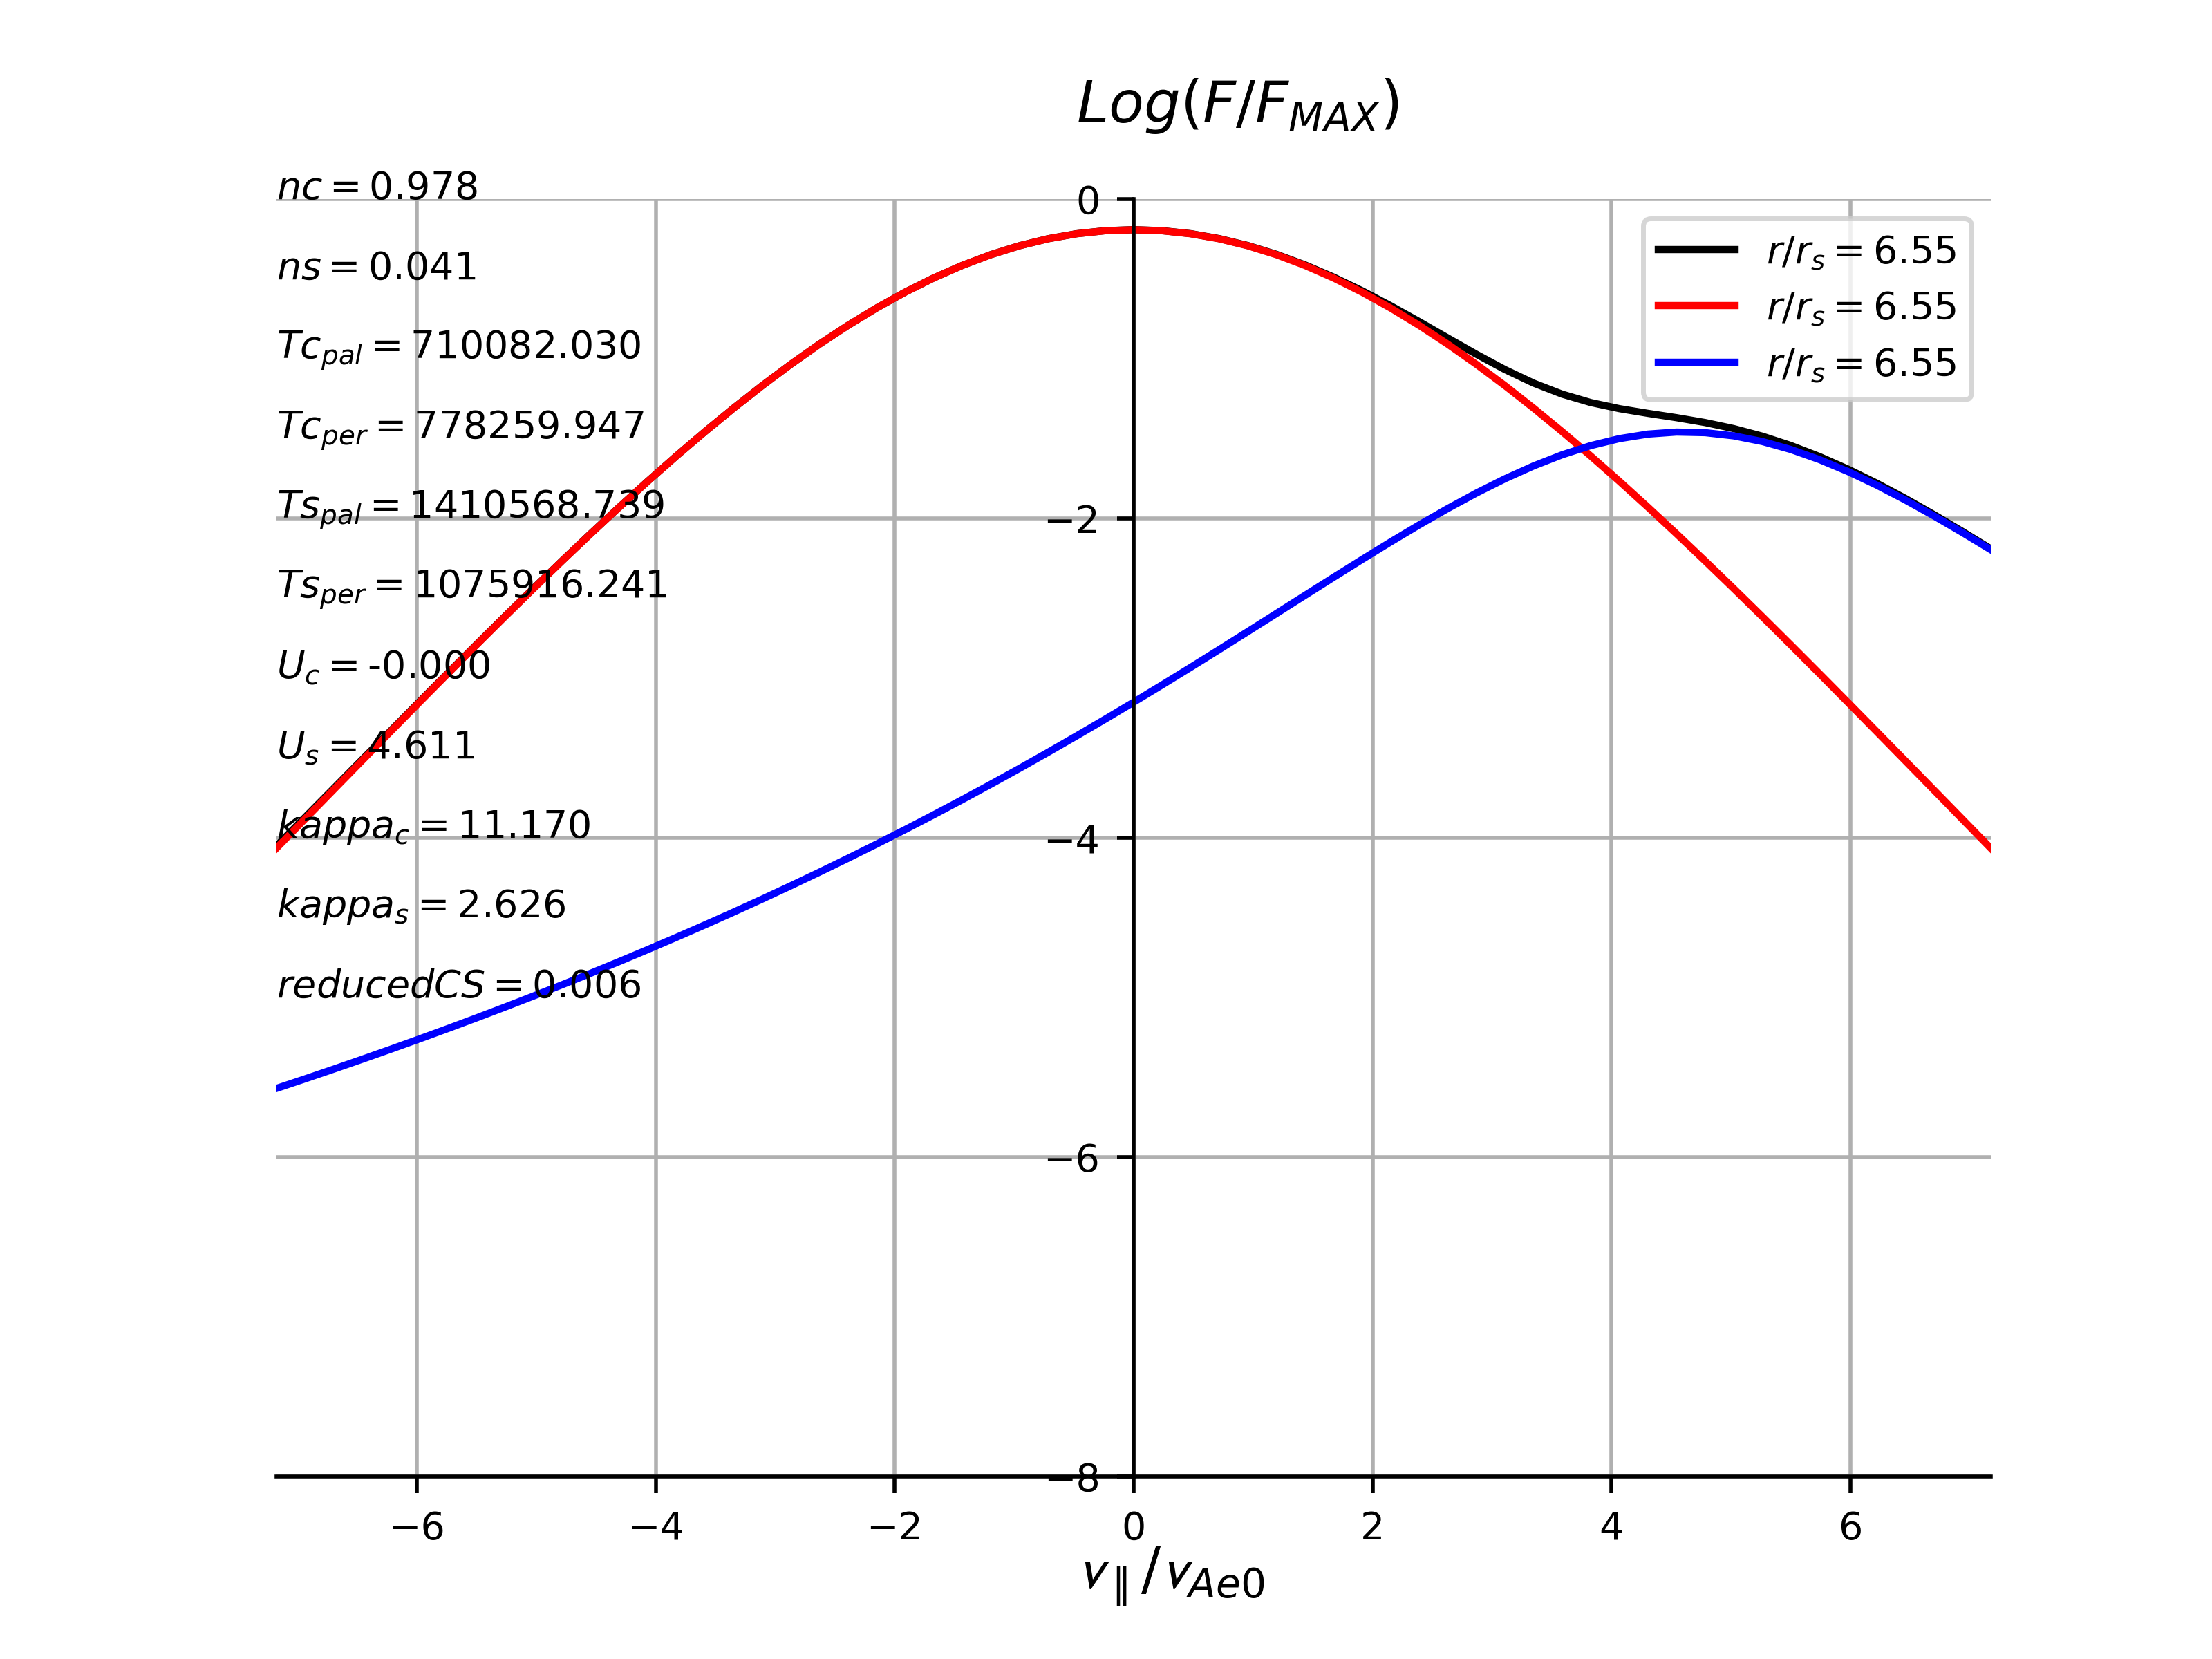 Log(F/F_MAX)
nc = 0.978
ns = 0.041
Tc_pal = 710082.030
Tc_per = 778259.947
Ts_pal = 1410568.739
Ts_per = 1075916.241
U_c = -0.000
U_s = 4.611
kappa_c = 11.170
kappa_s = 2.626
reducedCS = 0.006
0
−2
−4
−6
−8
r/r_s = 6.55
r/r_s = 6.55
r/r_s = 6.55
−6 −4 −2 0 2 4 6
v_∥/v_Ae0